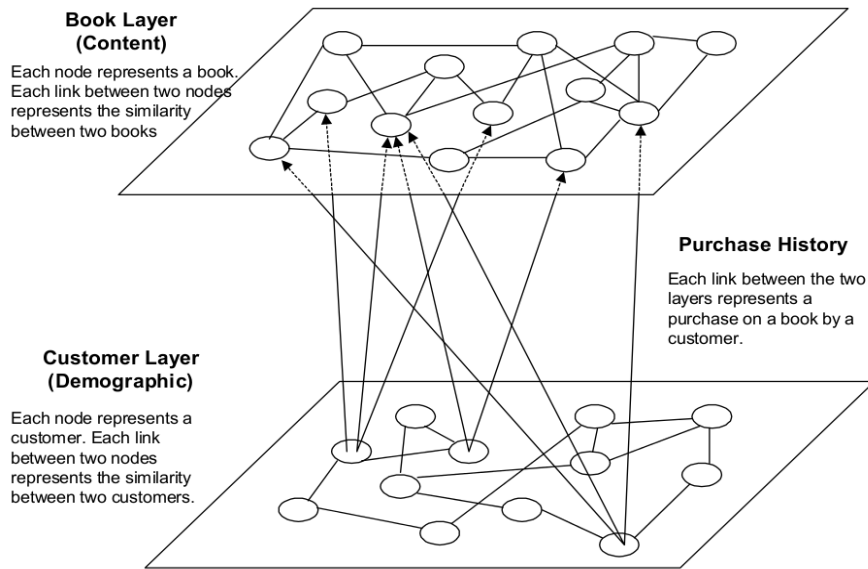 Book Layer
(Content)
Each node represents a book.
Each link between two nodes
represents the similarity
between two books
Purchase History
Each link between the two
layers represents a
purchase on a book by a
customer.
Customer Layer
(Demographic)
Each node represents a
customer. Each link
between two nodes
represents the similarity
between two customers.